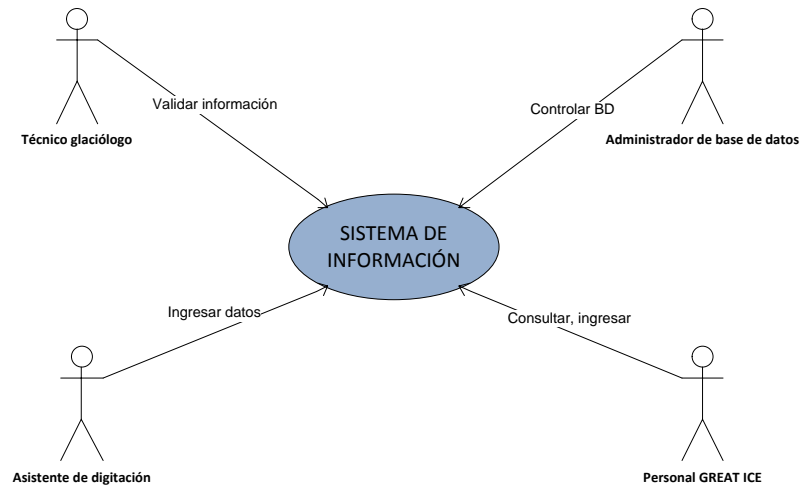 Validar información
Controlar BD
Técnico glaciólogo
Administrador de base de datos
SISTEMA DE
INFORMACIÓN
Ingresar datos
Consultar, ingresar
Asistente de digitación
Personal GREAT ICE